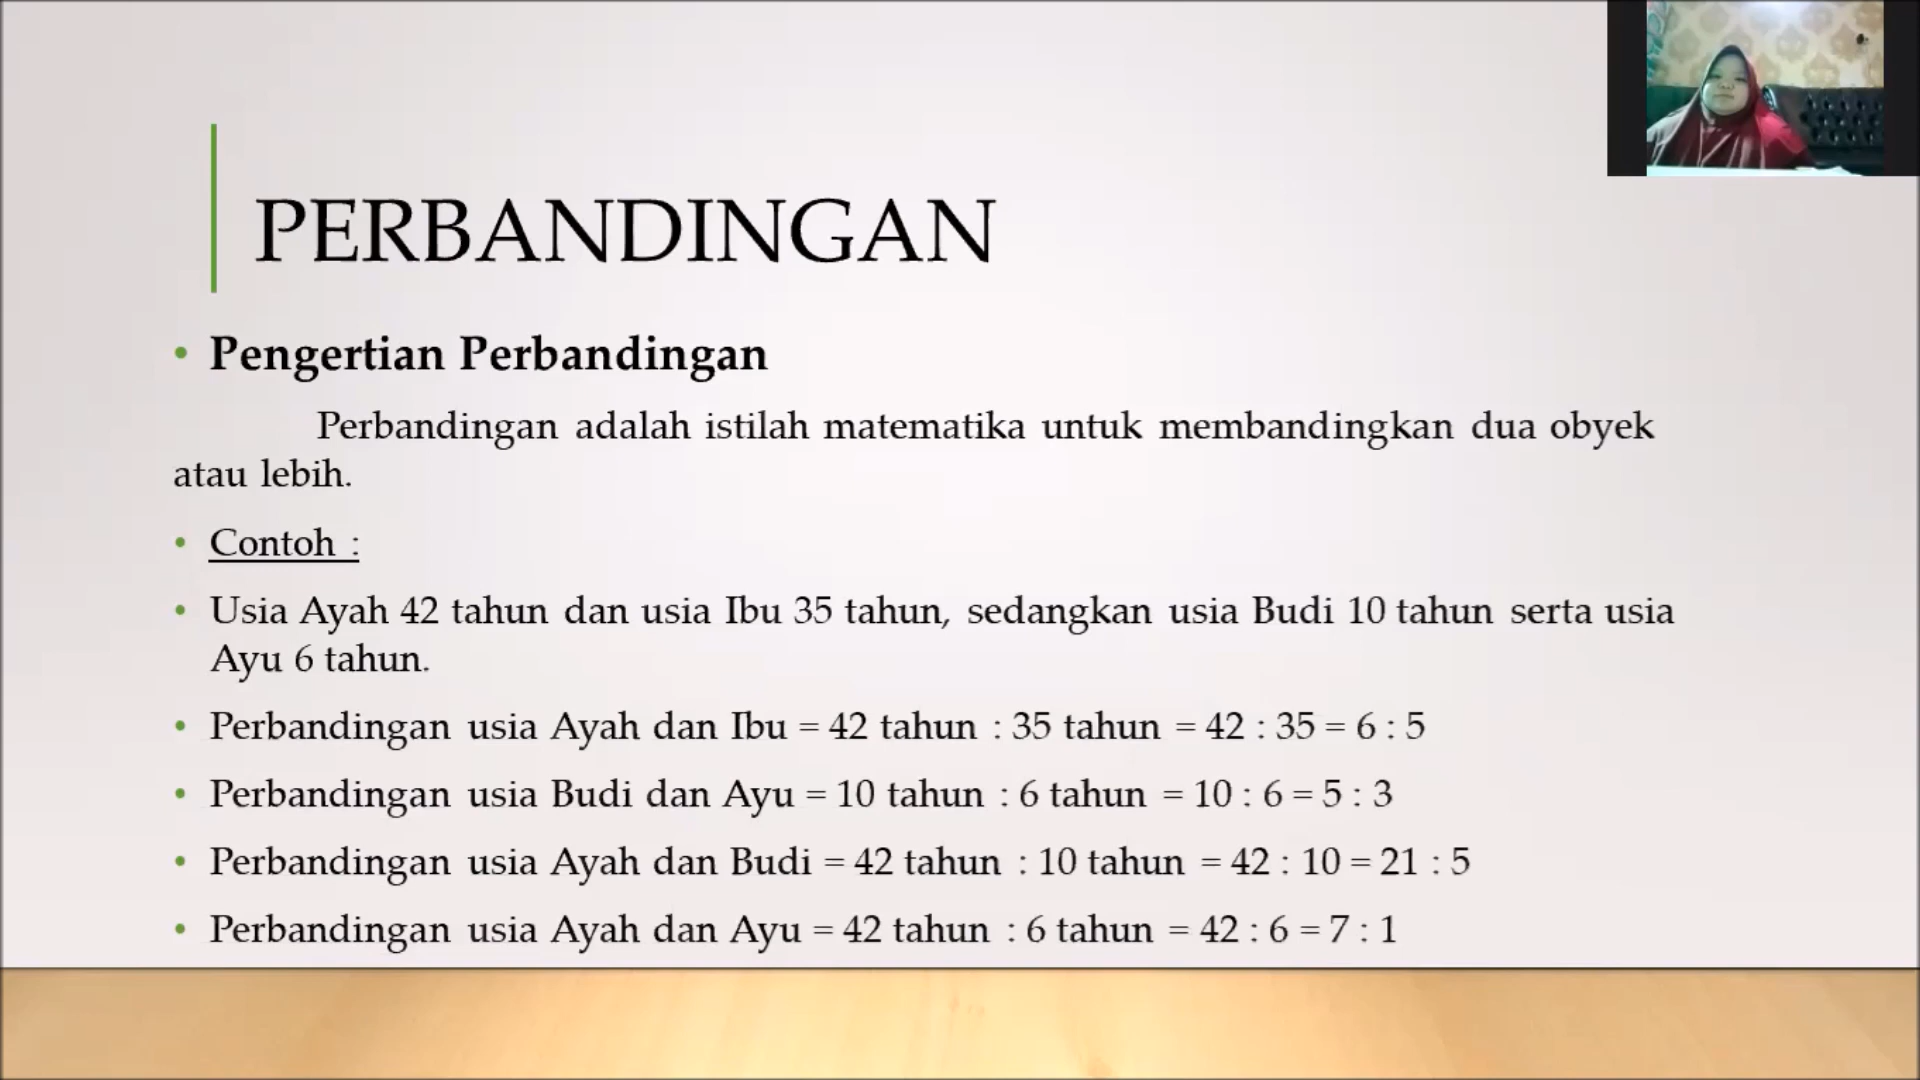 PERBANDINGAN
• Pengertian Perbandingan
Perbandingan adalah istilah matematika untuk membandingkan dua obyek
atau lebih.
• Contoh :
• Usia Ayah 42 tahun dan usia Ibu 35 tahun, sedangkan usia Budi 10 tahun serta usia
Ayu 6 tahun.
• Perbandingan usia Ayah dan Ibu = 42 tahun : 35 tahun = 42 : 35 = 6 : 5
• Perbandingan usia Budi dan Ayu = 10 tahun : 6 tahun = 10 : 6 = 5 : 3
• Perbandingan usia Ayah dan Budi = 42 tahun : 10 tahun = 42 : 10 = 21 : 5
• Perbandingan usia Ayah dan Ayu = 42 tahun : 6 tahun = 42 : 6 = 7 : 1